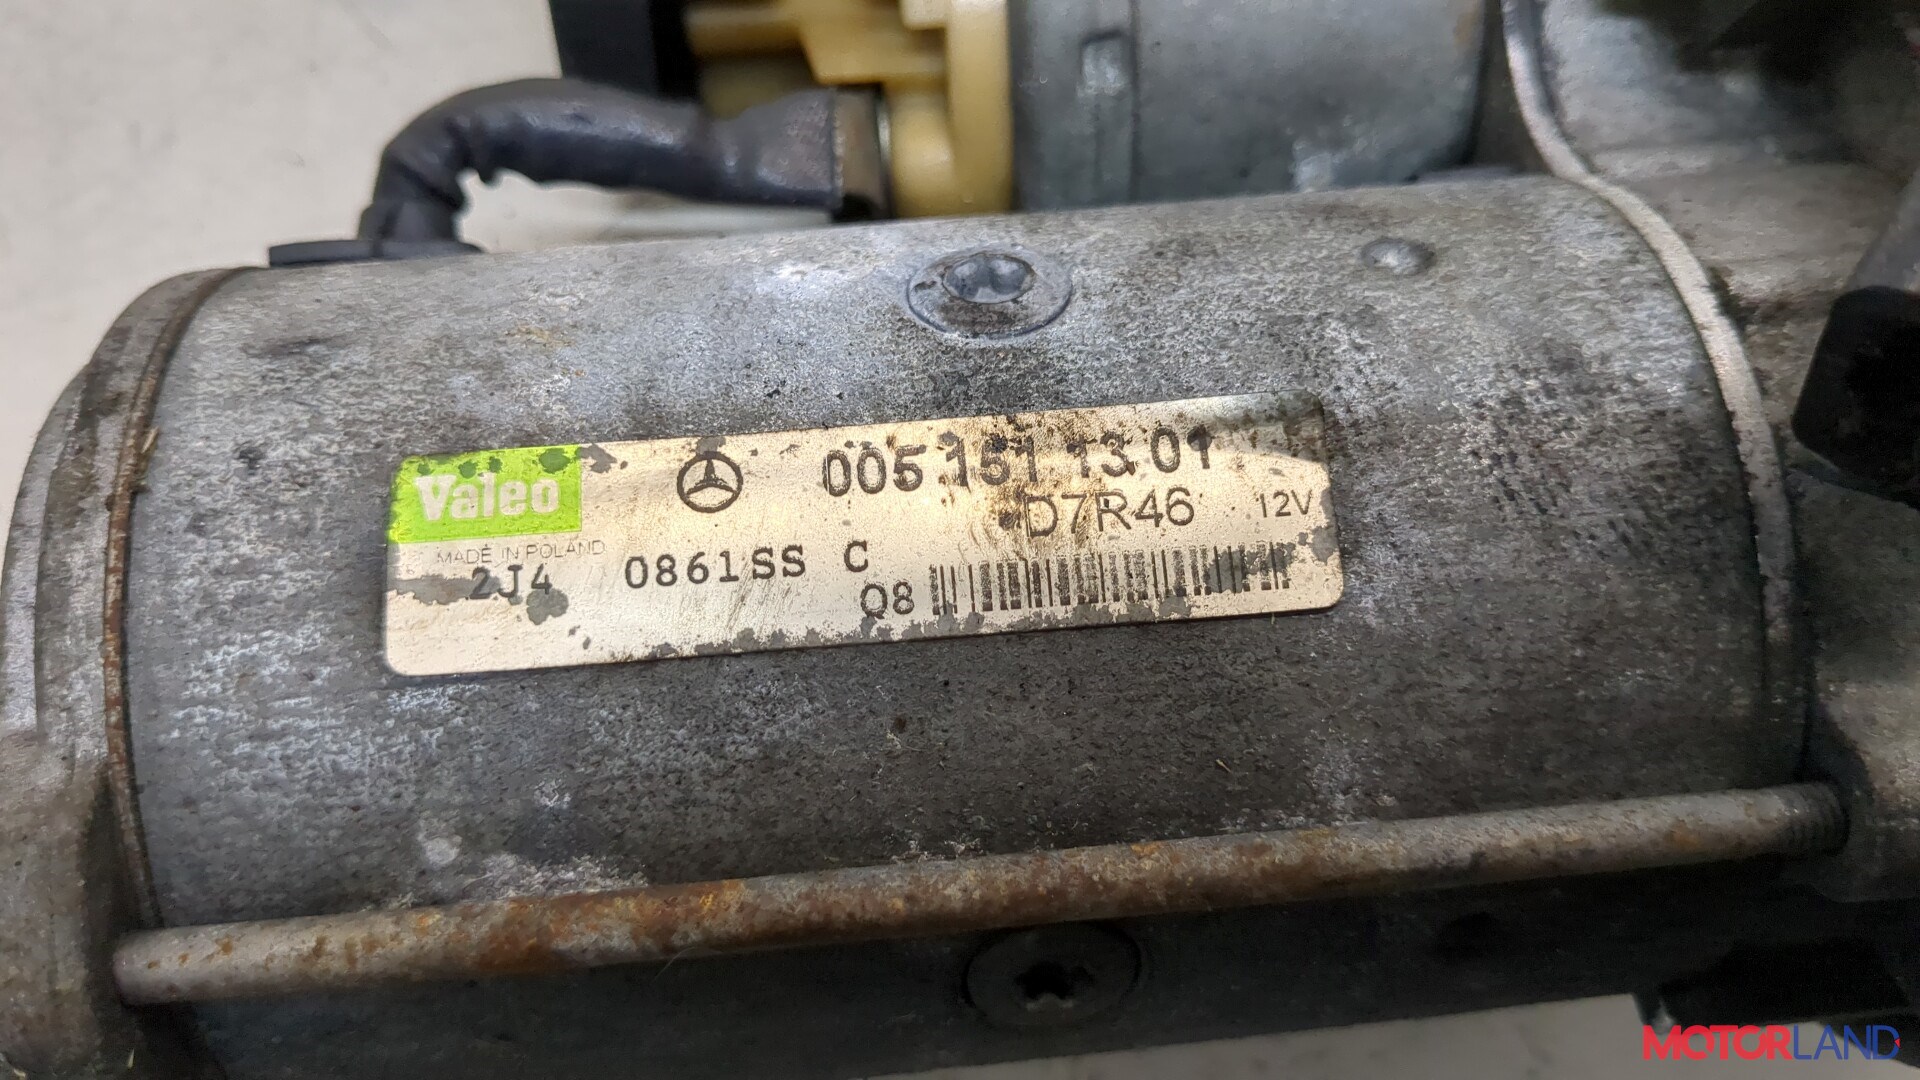 Valeo 005 151 13 01
D7R46 12V
MADE IN POLAND
2J4 0861SS C
Q8
MOTORLAND